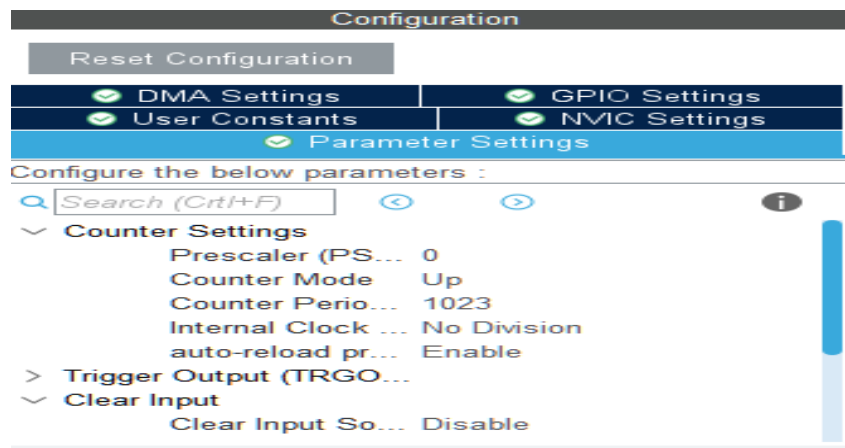 Configuration
Reset Configuration
DMA Settings GPIO Settings
User Constants NVIC Settings
Parameter Settings
Configure the below parameters :
Search (Crtl+F)
Counter Settings
Prescaler (PS... 0
Counter Mode Up
Counter Perio... 1023
Internal Clock ... No Division
auto-reload pr... Enable
Trigger Output (TRGO...
Clear Input
Clear Input So... Disable